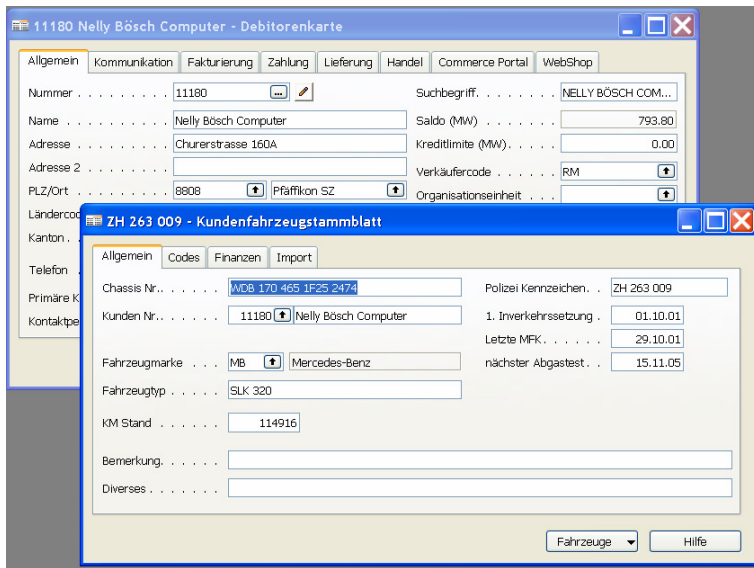 11180 Nelly Bösch Computer - Debitorenkarte
Allgemein Kommunikation Fakturierung Zahlung Lieferung Handel Commerce Portal WebShop
Nummer . . . . . . . . . 11180 ... Suchbegriff. . . . . . . NELLY BÖSCH COM...
Name . . . . . . . . . . Nelly Bösch Computer Saldo (MW) . . . . . . 793.80
Adresse . . . . . . . . . Churerstrasse 160A Kreditlimite (MW). . . . 0.00
Adresse 2 . . . . . . . .
PLZ/Ort . . . . . . . . . 8808 Pfäffikon SZ Verkäufercode . . . . . . RM
Organisationseinheit . . .
Ländercod
Kanton . .
Telefon .
Primäre K
Kontaktpe
ZH 263 009 - Kundenfahrzeugstammblatt
Allgemein Codes Finanzen Import
Chassis Nr.. . . . . . WDB 170 465 1F25 2474 Polizei Kennzeichen. . ZH 263 009
Kunden Nr.. . . . . . 11180 Nelly Bösch Computer 1. Inverkehrssetzung . 01.10.01
Letzte MFK. . . . . . 29.10.01
Fahrzeugmarke . . . MB Mercedes-Benz nächster Abgastest. . 15.11.05
Fahrzeugtyp . . . . . SLK 320
KM Stand . . . . . . 114916
Bemerkung. . . . . .
Diverses . . . . . . .
Fahrzeuge Hilfe